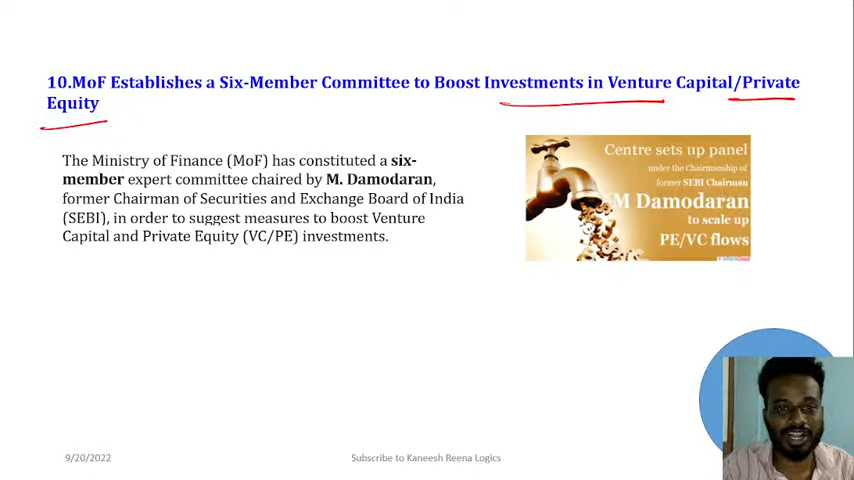 10.MoF Establishes a Six-Member Committee to Boost Investments in Venture Capital/Private
Equity
The Ministry of Finance (MoF) has constituted a six-
member expert committee chaired by M. Damodaran,
former Chairman of Securities and Exchange Board of India
(SEBI), in order to suggest measures to boost Venture
Capital and Private Equity (VC/PE) investments.
Centre sets up panel
under the Chairmanship of
former SEBI Chairman
M Damodaran
to scale up
PE/VC flows
AffairsCloud
9/20/2022
Subscribe to Kaneesh Reena Logics